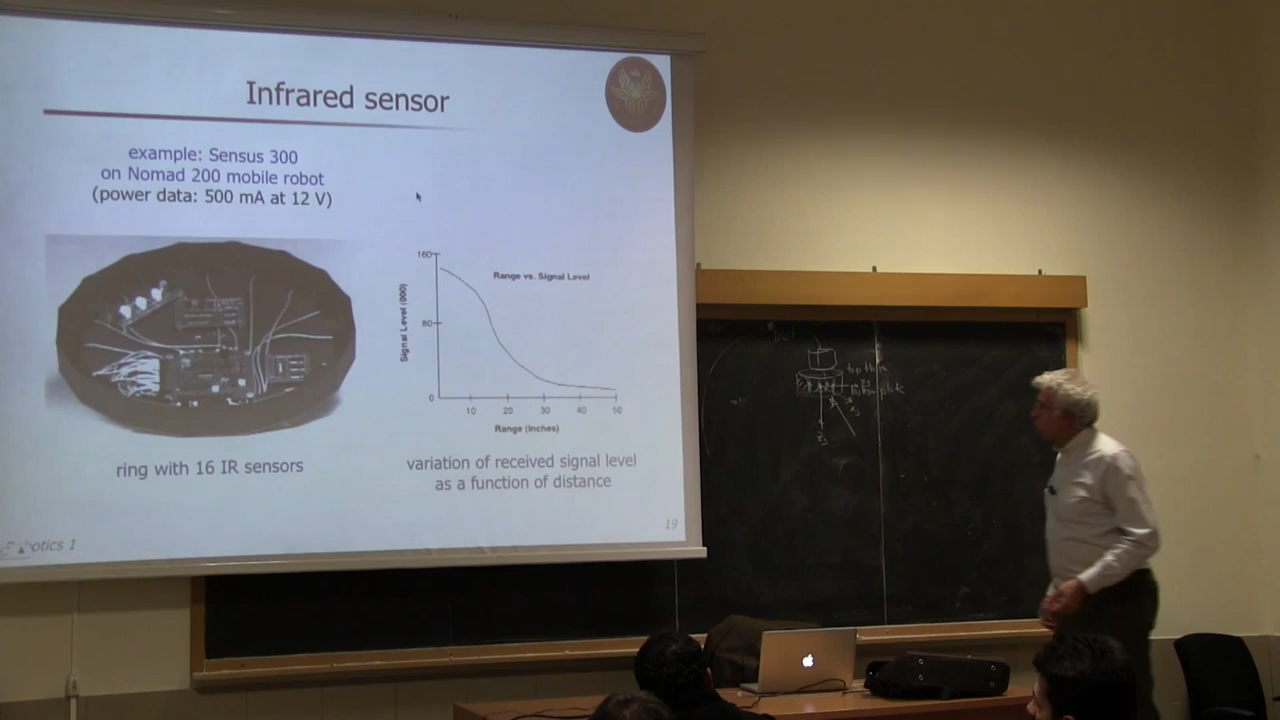 Infrared sensor
example: Sensus 300
on Nomad 200 mobile robot
(power data: 500 mA at 12 V)
160
Range vs. Signal Level
Signal Level (000)
80
0
10 20 30 40 50
Range (inches)
ring with 16 IR sensors
variation of received signal level
as a function of distance
19
otics 1